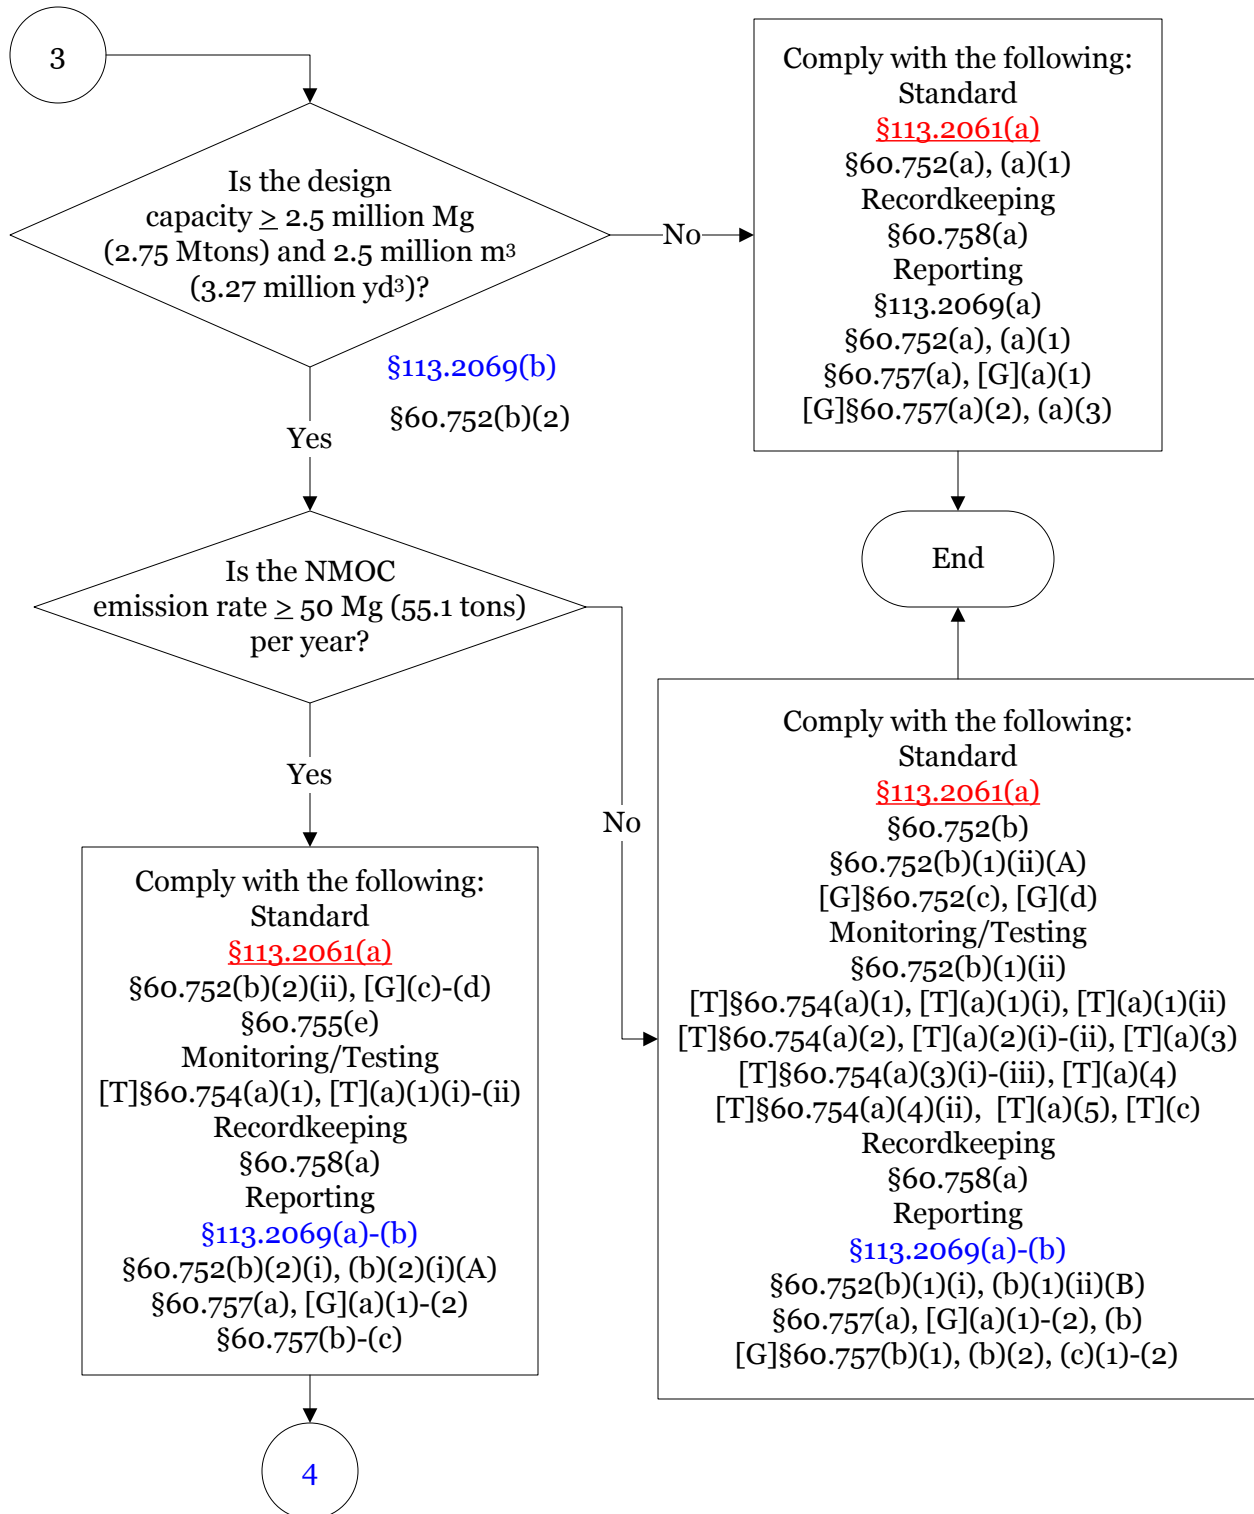 3
Is the design
capacity ≥ 2.5 million Mg
(2.75 Mtons) and 2.5 million m³
(3.27 million yd³)?
No
Comply with the following:
Standard
§113.2061(a)
§60.752(a), (a)(1)
Recordkeeping
§60.758(a)
Reporting
§113.2069(a)
§60.752(a), (a)(1)
§60.757(a), [G](a)(1)
[G]§60.757(a)(2), (a)(3)
§113.2069(b)
§60.752(b)(2)
Yes
End
Is the NMOC
emission rate ≥ 50 Mg (55.1 tons)
per year?
Yes
No
Comply with the following:
Standard
§113.2061(a)
§60.752(b)
§60.752(b)(1)(ii)(A)
[G]§60.752(c), [G](d)
Monitoring/Testing
§60.752(b)(1)(ii)
[T]§60.754(a)(1), [T](a)(1)(i), [T](a)(1)(ii)
[T]§60.754(a)(2), [T](a)(2)(i)-(ii), [T](a)(3)
[T]§60.754(a)(3)(i)-(iii), [T](a)(4)
[T]§60.754(a)(4)(ii), [T](a)(5), [T](c)
Recordkeeping
§60.758(a)
Reporting
§113.2069(a)-(b)
§60.752(b)(1)(i), (b)(1)(ii)(B)
§60.757(a), [G](a)(1)-(2), (b)
[G]§60.757(b)(1), (b)(2), (c)(1)-(2)
Comply with the following:
Standard
§113.2061(a)
§60.752(b)(2)(ii), [G](c)-(d)
§60.755(e)
Monitoring/Testing
[T]§60.754(a)(1), [T](a)(1)(i)-(ii)
Recordkeeping
§60.758(a)
Reporting
§113.2069(a)-(b)
§60.752(b)(2)(i), (b)(2)(i)(A)
§60.757(a), [G](a)(1)-(2)
§60.757(b)-(c)
4